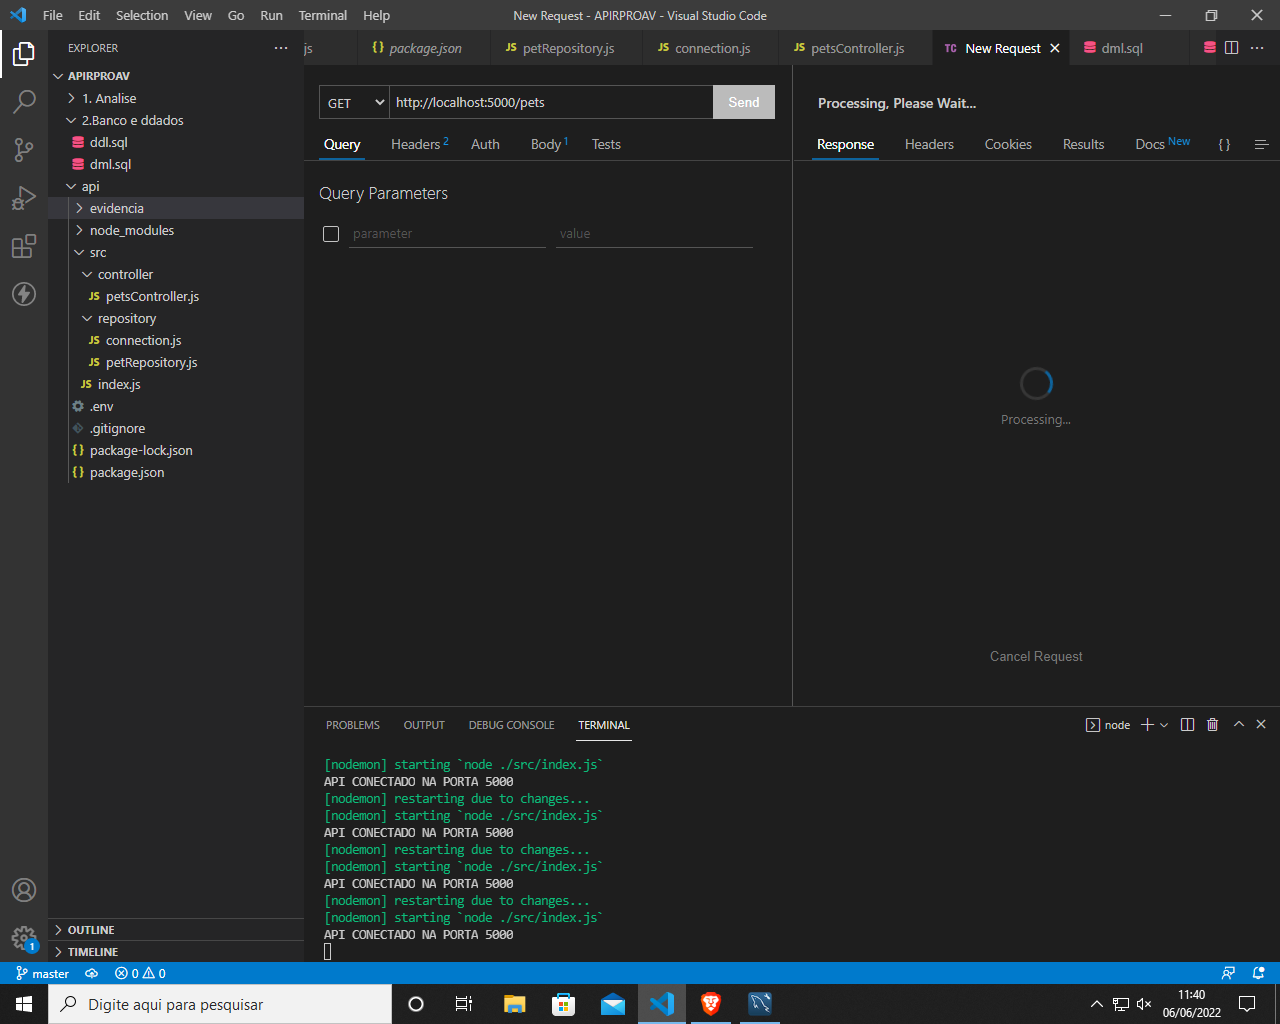 File Edit Selection View Go Run Terminal Help
New Request - APIRPROAV - Visual Studio Code
EXPLORER
js
package.json
petRepository.js
connection.js
petsController.js
TC New Request
dml.sql
APIRPROAV
1. Analise
2.Banco e ddados
ddl.sql
dml.sql
api
evidencia
node_modules
src
controller
JS petsController.js
repository
JS connection.js
JS petRepository.js
JS index.js
.env
.gitignore
{} package-lock.json
{} package.json
OUTLINE
TIMELINE
GET http://localhost:5000/pets Send
Query Headers 2 Auth Body 1 Tests
Query Parameters
parameter value
Processing, Please Wait...
Response Headers Cookies Results Docs New {}
Processing...
Cancel Request
PROBLEMS OUTPUT DEBUG CONSOLE TERMINAL
node
[nodemon] starting `node ./src/index.js`
API CONECTADO NA PORTA 5000
[nodemon] restarting due to changes...
[nodemon] starting `node ./src/index.js`
API CONECTADO NA PORTA 5000
[nodemon] restarting due to changes...
[nodemon] starting `node ./src/index.js`
API CONECTADO NA PORTA 5000
[nodemon] restarting due to changes...
[nodemon] starting `node ./src/index.js`
API CONECTADO NA PORTA 5000
1
master
0 0
Digite aqui para pesquisar
11:40
06/06/2022